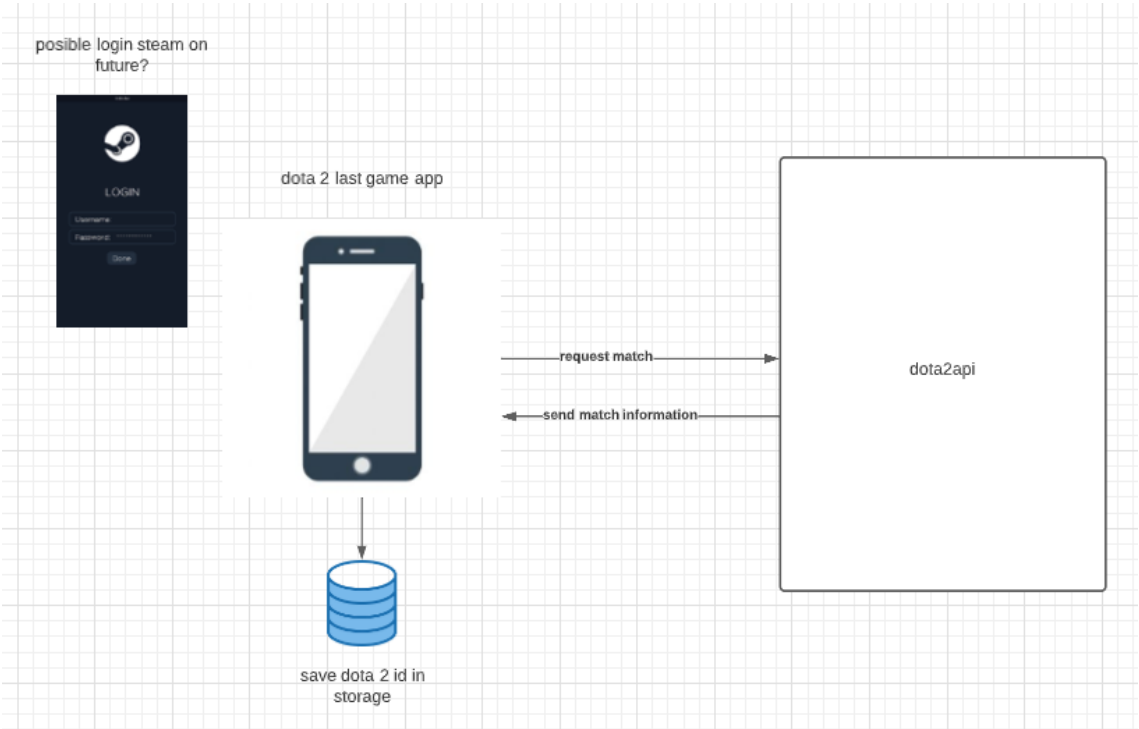 posible login steam on
future?
LOGIN
Username
Password:
Done
dota 2 last game app
request match
send match information
dota2api
save dota 2 id in
storage